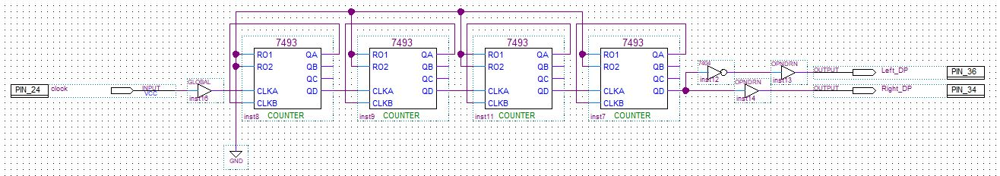 PIN_24 clock INPUT VCC GLOBAL inst16
7493 RO1 RO2 CLKA CLKB QA QB QC QD inst8 COUNTER
7493 RO1 RO2 CLKA CLKB QA QB QC QD inst9 COUNTER
7493 RO1 RO2 CLKA CLKB QA QB QC QD inst11 COUNTER
7493 RO1 RO2 CLKA CLKB QA QB QC QD inst7 COUNTER
7404 inst12
OPNDRN inst13
OUTPUT Left_DP PIN_36
OPNDRN inst14
OUTPUT Right_DP PIN_34
GND